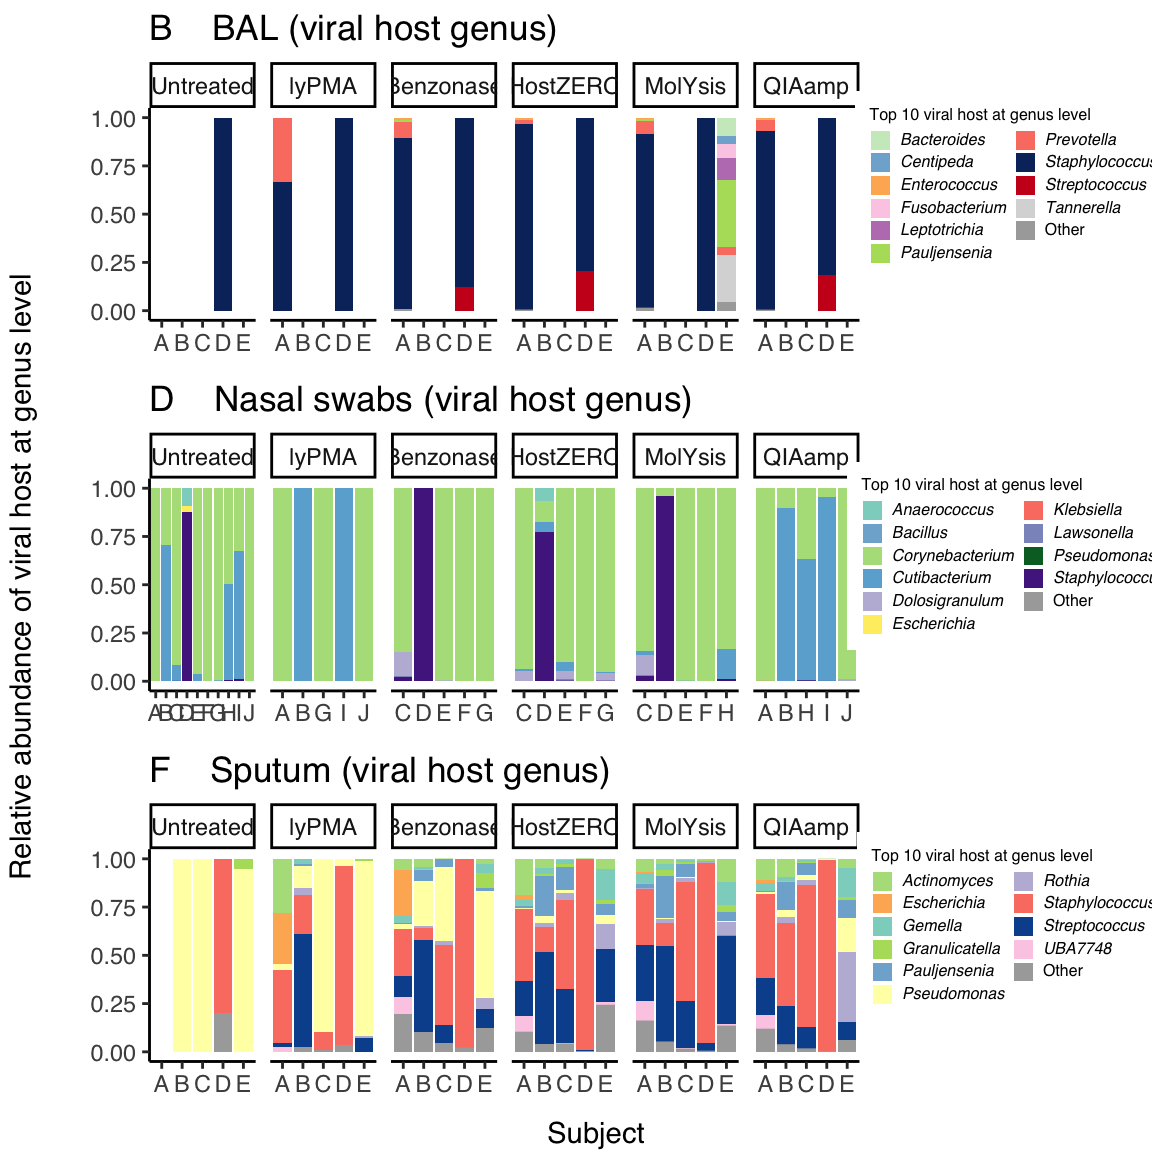 B BAL (viral host genus)
Untreated lyPMA Benzonase HostZERO MolYsis QIAamp
1.00
0.75
0.50
0.25
0.00
A B C D E A B C D E A B C D E A B C D E A B C D E A B C D E
Top 10 viral host at genus level
Bacteroides Prevotella
Centipeda Staphylococcus
Enterococcus Streptococcus
Fusobacterium Tannerella
Leptotrichia Other
Pauljensenia
D Nasal swabs (viral host genus)
Untreated lyPMA Benzonase HostZERO MolYsis QIAamp
1.00
0.75
0.50
0.25
0.00
A B C D E F G H I J A B G I J C D E F G C D E F G C D E F H A B H I J
Top 10 viral host at genus level
Anaerococcus Klebsiella
Bacillus Lawsonella
Corynebacterium Pseudomonas
Cutibacterium Staphylococcu
Dolosigranulum Other
Escherichia
F Sputum (viral host genus)
Untreated lyPMA Benzonase HostZERO MolYsis QIAamp
1.00
0.75
0.50
0.25
0.00
A B C D E A B C D E A B C D E A B C D E A B C D E A B C D E
Top 10 viral host at genus level
Actinomyces Rothia
Escherichia Staphylococcus
Gemella Streptococcus
Granulicatella UBA7748
Pauljensenia Other
Pseudomonas
Relative abundance of viral host at genus level
Subject